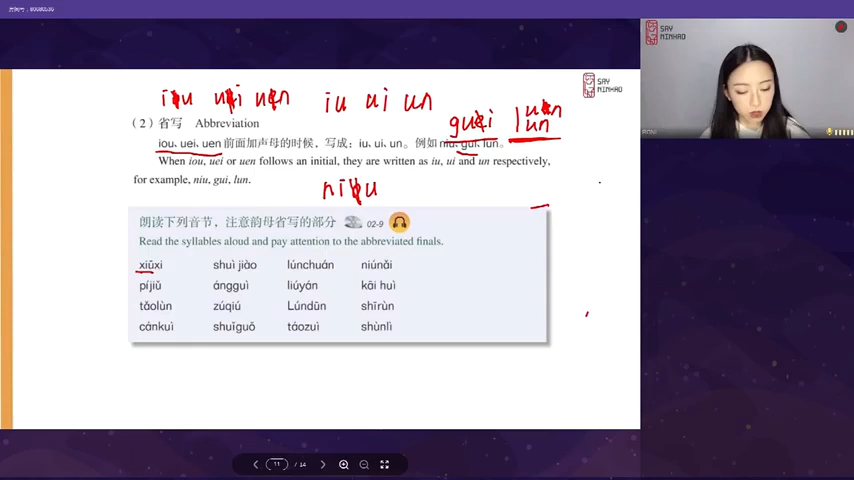 SAY
NINHAO
SAY
NINHAO
iou uei uen iu ui un
guei luen
un
(2) 省写 Abbreviation
iou, uei, uen 前面加声母的时候，写成：iu, ui, un。例如 niu, gui, lun。
When iou, uei or uen follows an initial, they are written as iu, ui and un respectively,
for example, niu, gui, lun.
niou
朗读下列音节，注意韵母省写的部分 02-9
Read the syllables aloud and pay attention to the abbreviated finals.
xiūxi shuì jiào lúnchuán niúnǎi
píjiǔ ángguì liúyán kāi huì
tǎolùn zúqiú Lúndūn shīrùn
cánkuì shuǐguǒ táozuì shùnlì
11 / 14